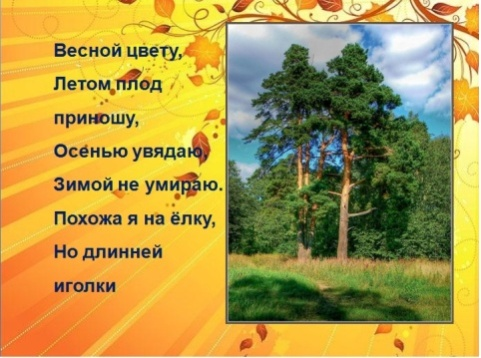 Весной цвету,
Летом плод
приношу,
Осенью увядаю,
Зимой не умираю.
Похожа я на ёлку,
Но длинней
иголки